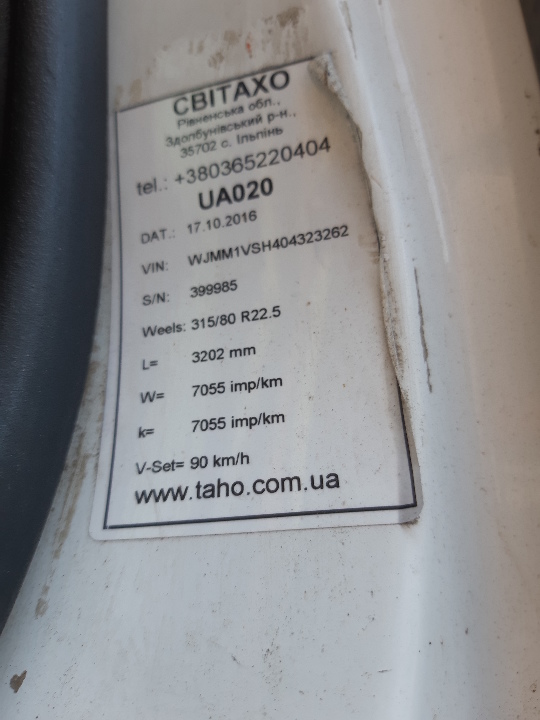 СВІТАХО
Рівненська обл.,
Здолбунівський р-н.,
35702 с. Ільпінь
tel.: +380365220404
UA020
DAT.: 17.10.2016
VIN: WJMM1VSH404323262
S/N: 399985
Weels: 315/80 R22.5
L= 3202 mm
W= 7055 imp/km
k= 7055 imp/km
V-Set= 90 km/h
www.taho.com.ua